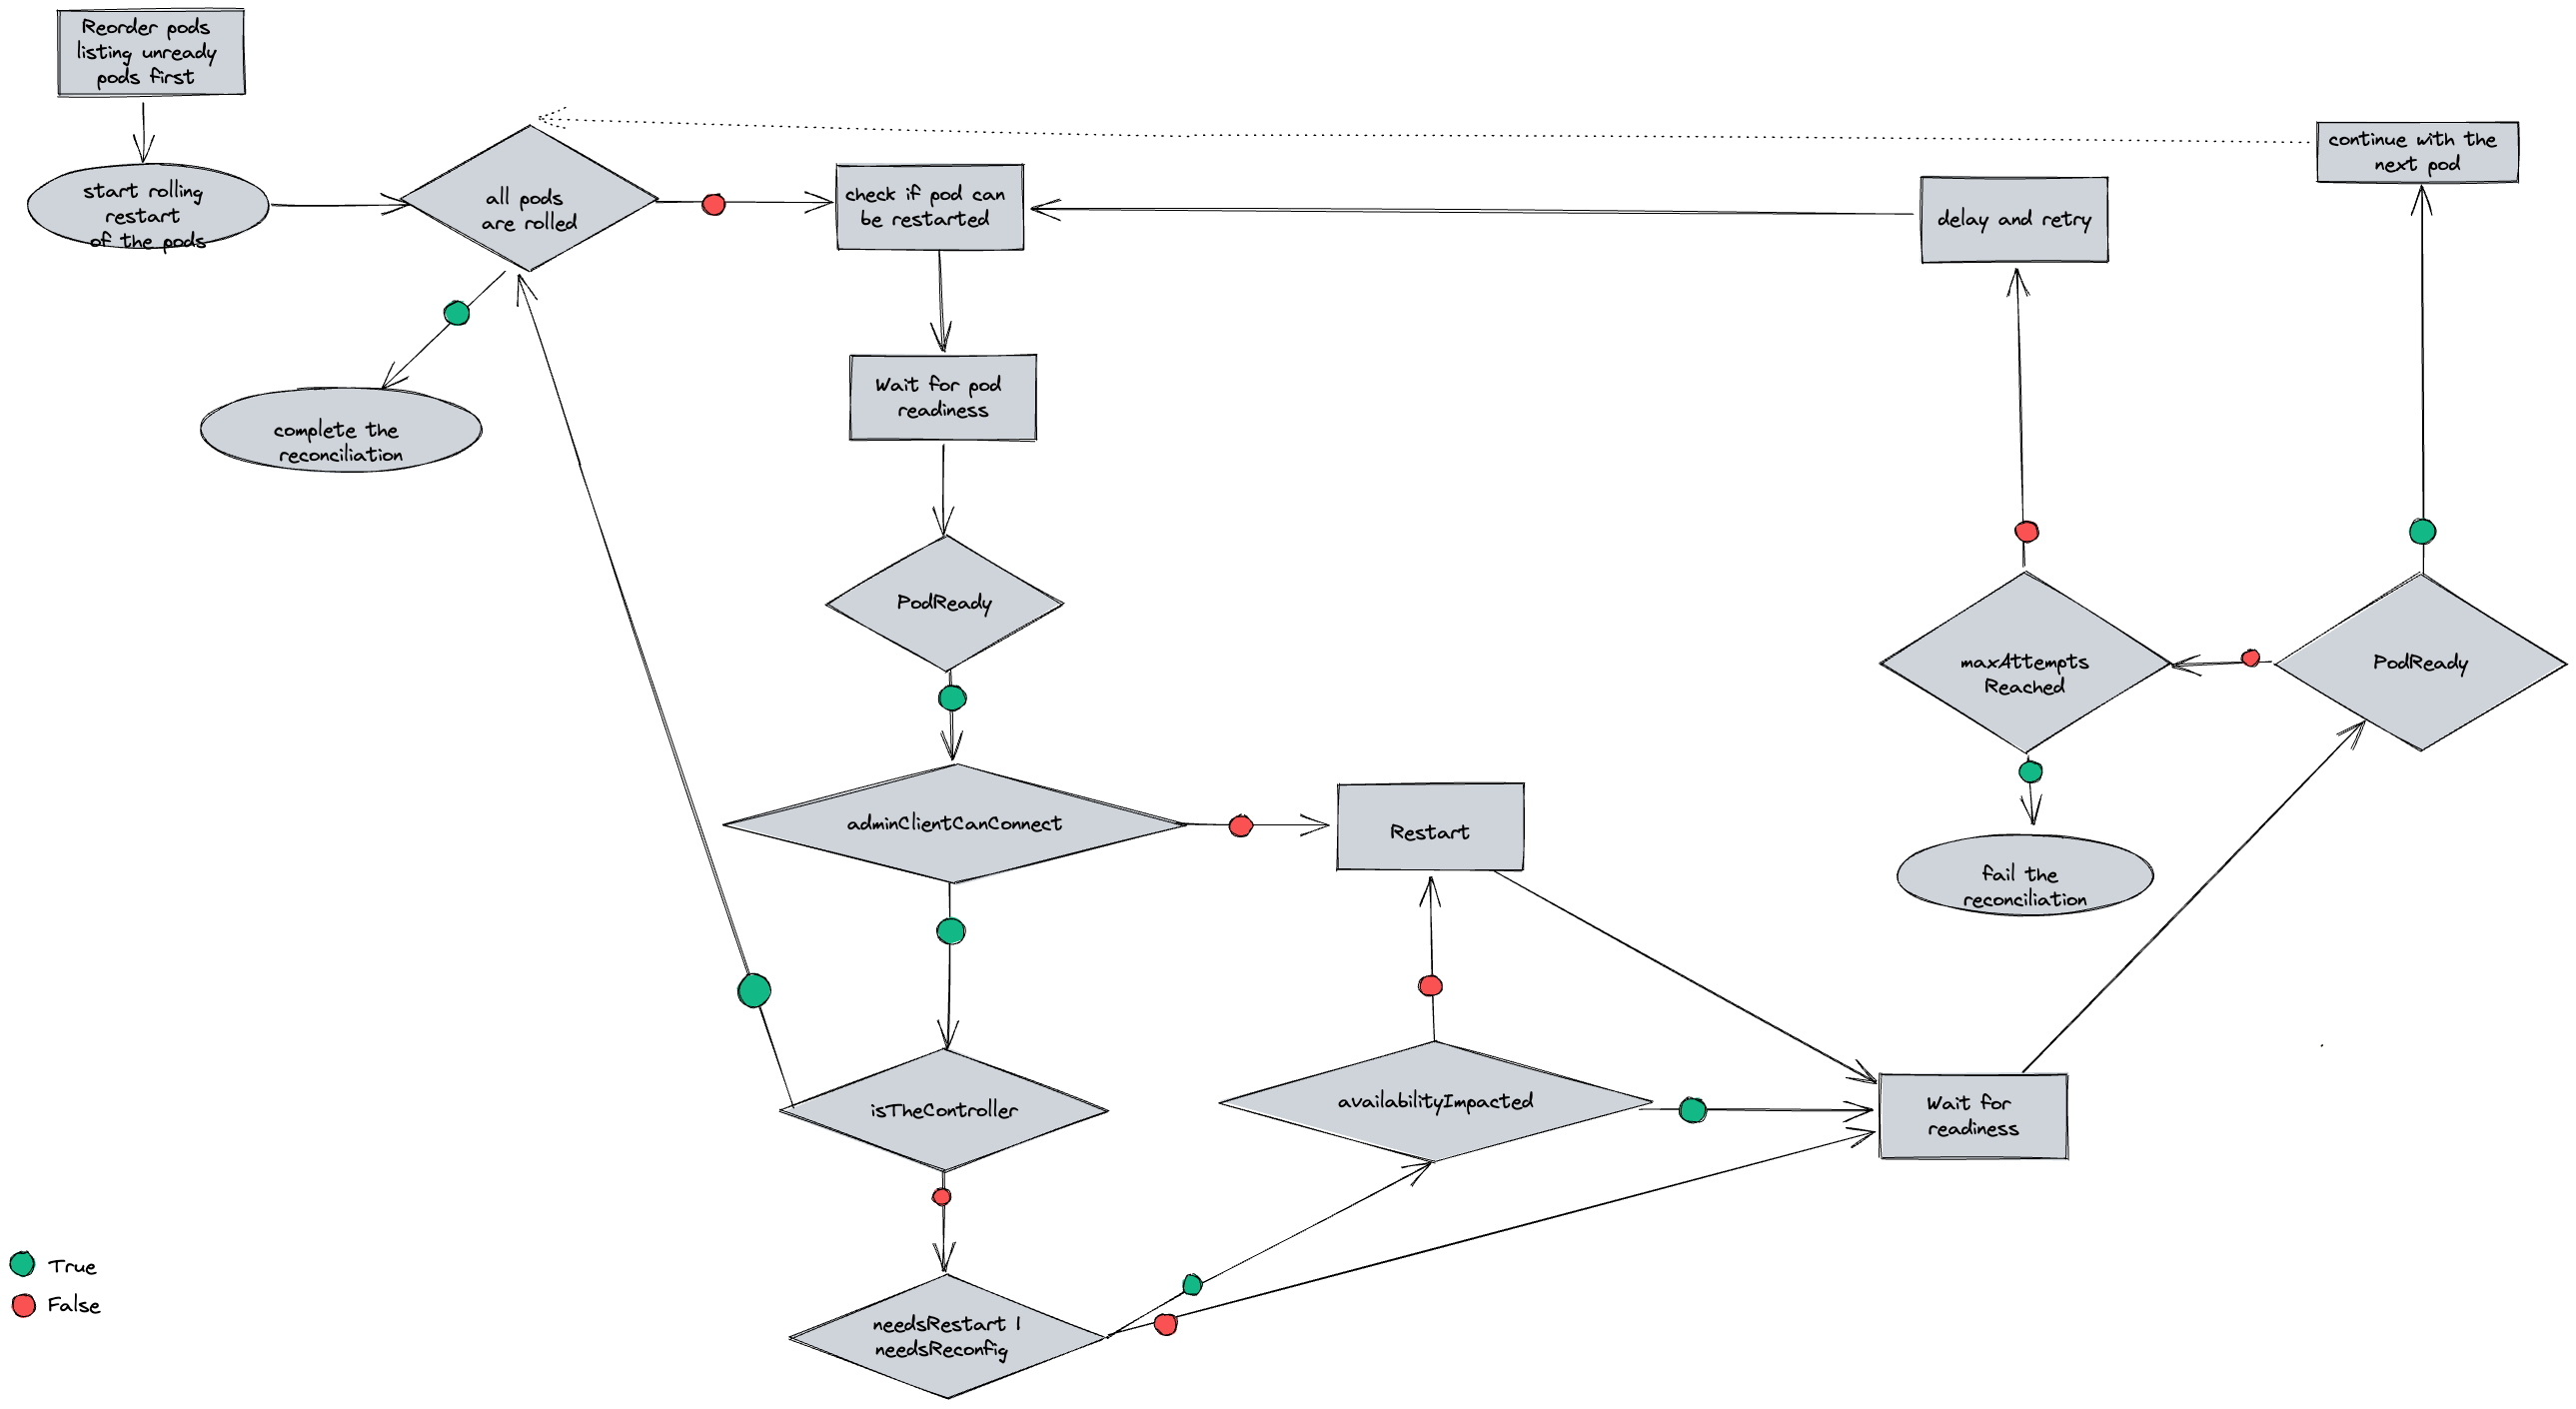 Reorder pods
listing unready
pods first
start rolling
restart
of the pods
all pods
are rolled
check if pod can
be restarted
delay and retry
continue with the
next pod
complete the
reconciliation
Wait for pod
readiness
PodReady
maxAttempts
Reached
PodReady
adminClientCanConnect
Restart
fail the
reconciliation
isTheController
availabilityImpacted
Wait for
readiness
needsRestart |
needsReconfig
True
False